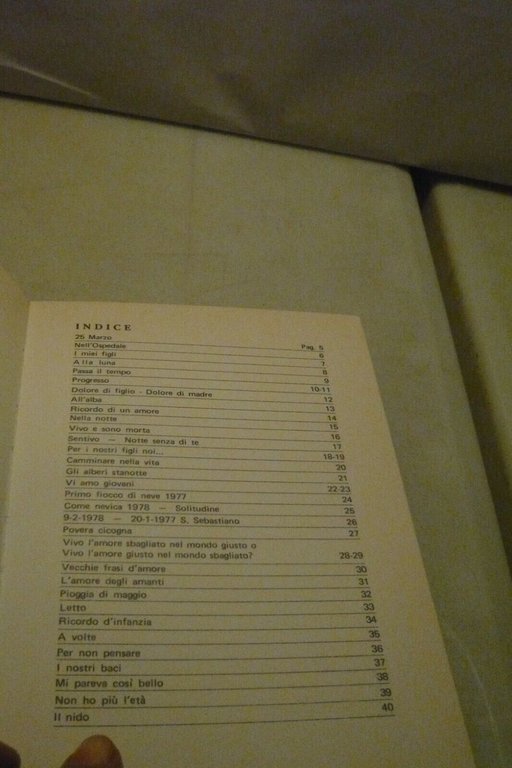 INDICE
25 Marzo Pag. 5
Nell'Ospedale 6
I miei figli 7
Alla luna 8
Passa il tempo 9
Progresso 10-11
Dolore di figlio - Dolore di madre 12
All'alba 13
Ricordo di un amore 14
Nella notte 15
Vivo e sono morta 16
Sentivo — Notte senza di te 17
Per i nostri figli noi... 18-19
Camminare nella vita 20
Gli alberi stanotte 21
Vi amo giovani 22-23
Primo fiocco di neve 1977 24
Come nevica 1978 — Solitudine 25
9-2-1978 — 20-1-1977 S. Sebastiano 26
Povera cicogna 27
Vivo l'amore sbagliato nel mondo giusto o
Vivo l'amore giusto nel mondo sbagliato? 28-29
Vecchie frasi d'amore 30
L'amore degli amanti 31
Pioggia di maggio 32
Letto 33
Ricordo d'infanzia 34
A volte 35
Per non pensare 36
I nostri baci 37
Mi pareva così bello 38
Non ho più l'età 39
Il nido 40